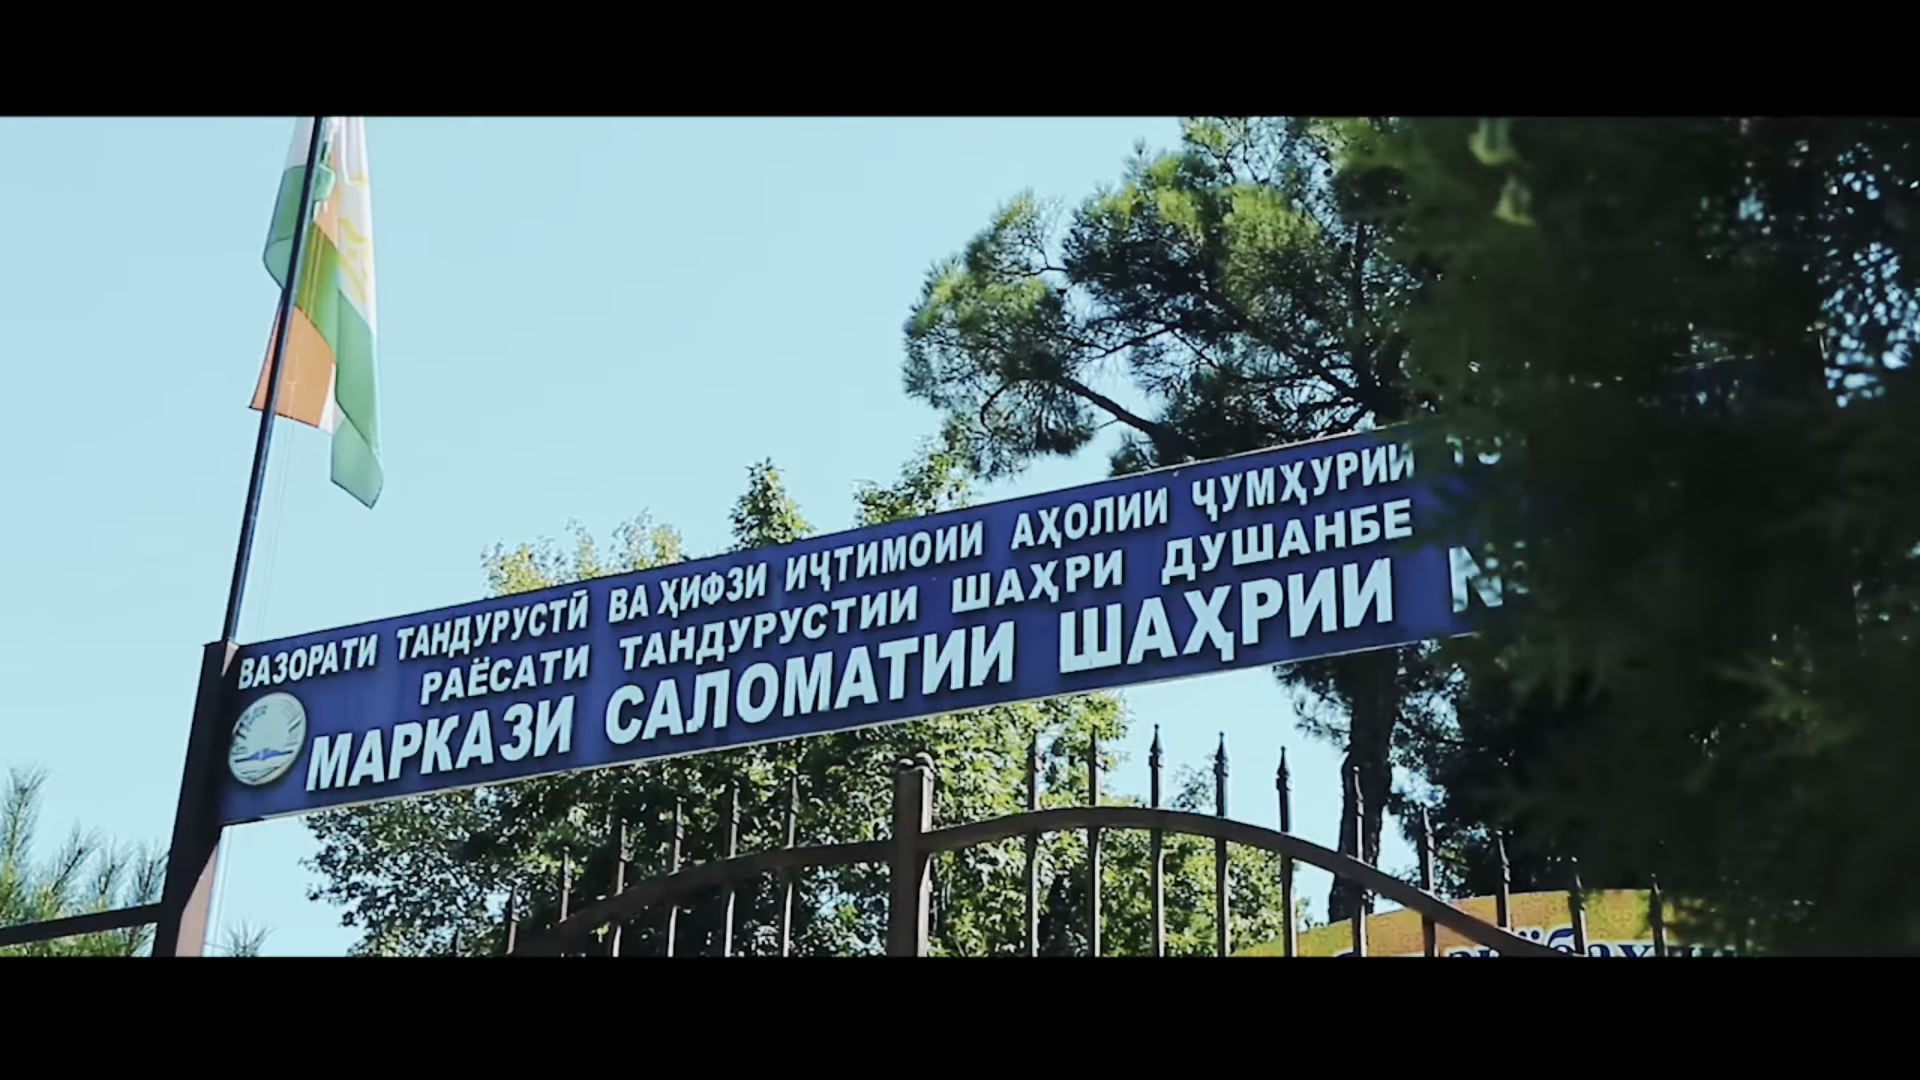 ВАЗОРАТИ ТАНДУРУСТӢ ВА ҲИФЗИ ИҶТИМОИИ АҲОЛИИ ҶУМҲУРИИ
РАЁСАТИ ТАНДУРУСТИИ ШАҲРИ ДУШАНБЕ
МАРКАЗИ САЛОМАТИИ ШАҲРИИ